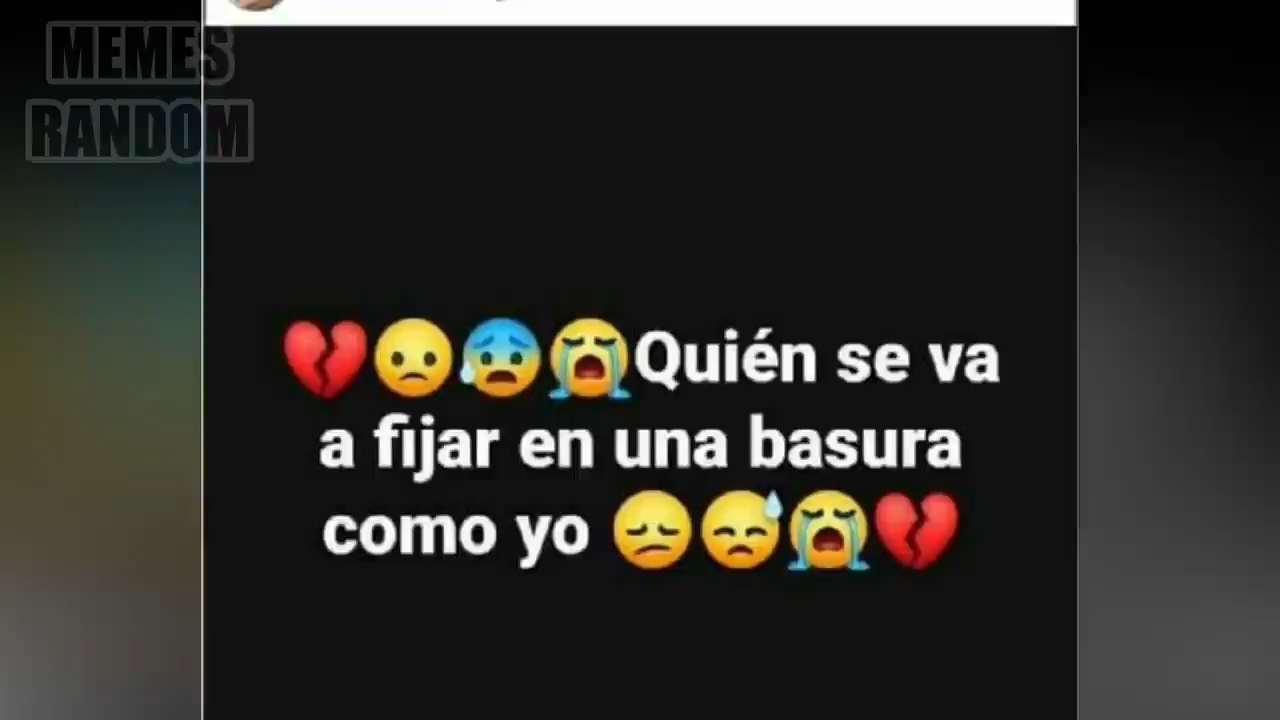 MEMES
RANDOM
💔🙁😰😭Quién se va
a fijar en una basura
como yo 😞😓😭💔